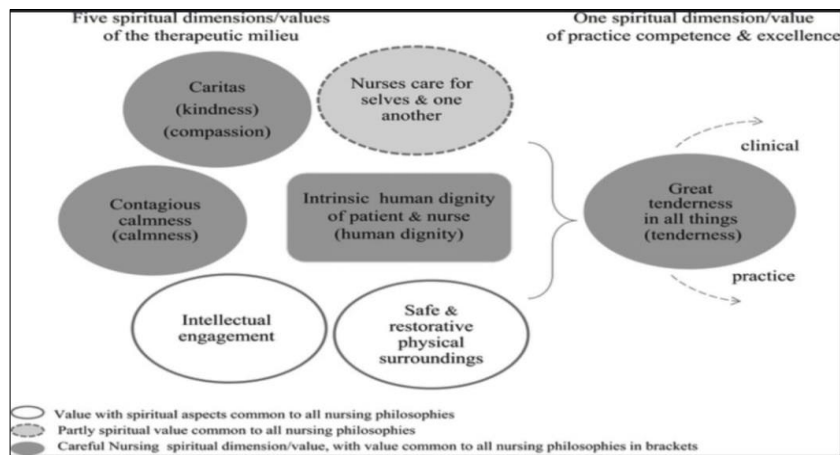 Five spiritual dimensions/values
of the therapeutic milieu
One spiritual dimension/value
of practice competence & excellence
Caritas
(kindness)
(compassion)
Nurses care for
selves & one
another
Contagious
calmness
(calmness)
Intrinsic human dignity
of patient & nurse
(human dignity)
Intellectual
engagement
Safe &
restorative
physical
surroundings
clinical
Great
tenderness
in all things
(tenderness)
practice
Value with spiritual aspects common to all nursing philosophies
Partly spiritual value common to all nursing philosophies
Careful Nursing spiritual dimension/value, with value common to all nursing philosophies in brackets